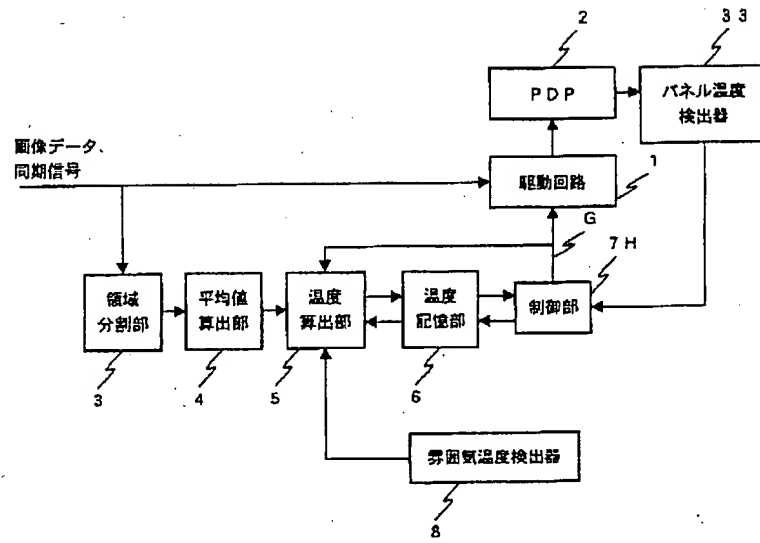 33
2
PDP
パネル温度
検出器
画像データ、
同期信号
駆動回路
1
G
7H
領域
分割部
平均値
算出部
温度
算出部
温度
記憶部
制御部
3
4
5
6
雰囲気温度検出器
8